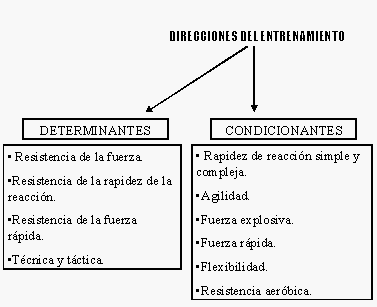 DIRECCIONES DEL ENTRENAMIENTO
DETERMINANTES
• Resistencia de la fuerza.
•Resistencia de la rapidez de la
reacción.
•Resistencia de la fuerza
rápida.
•Técnica y táctica.
CONDICIONANTES
• Rapidez de reacción simple y
compleja.
•Agilidad.
•Fuerza explosiva.
•Fuerza rápida.
•Flexibilidad.
•Resistencia aeróbica.